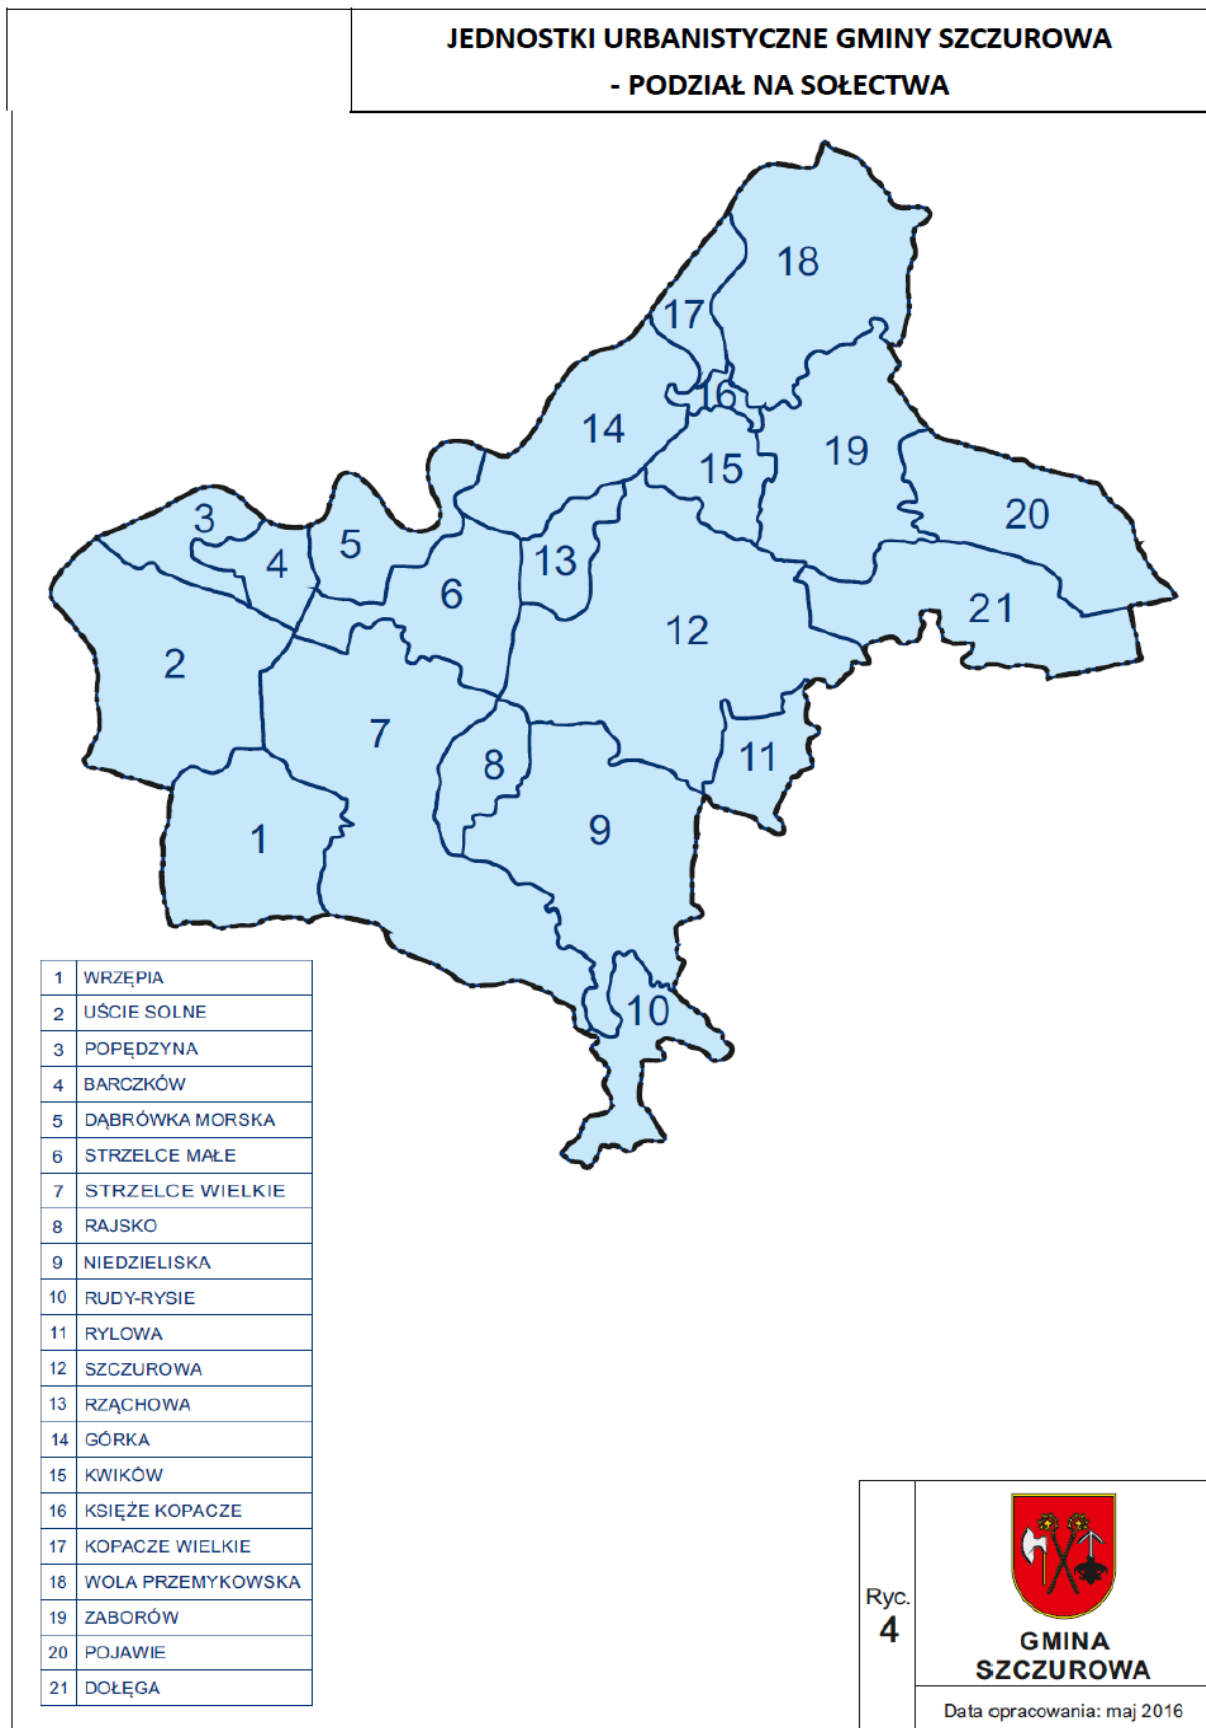 JEDNOSTKI URBANISTYCZNE GMINY SZCZUROWA
- PODZIAŁ NA SOŁECTWA
18
17
16
14
19
15
3
20
5
4
13
6
21
12
2
7
11
8
9
1
10
1 WRZĘPIA
2 UŚCIE SOLNE
3 POPĘDZYNA
4 BARCZKÓW
5 DĄBRÓWKA MORSKA
6 STRZELCE MAŁE
7 STRZELCE WIELKIE
8 RAJSKO
9 NIEDZIELISKA
10 RUDY-RYSIE
11 RYLOWA
12 SZCZUROWA
13 RZĄCHOWA
14 GÓRKA
15 KWIKÓW
16 KSIĘŻE KOPACZE
17 KOPACZE WIELKIE
18 WOLA PRZEMYKOWSKA
19 ZABORÓW
20 POJAWIE
21 DOŁĘGA
Ryc.
4
GMINA
SZCZUROWA
Data opracowania: maj 2016